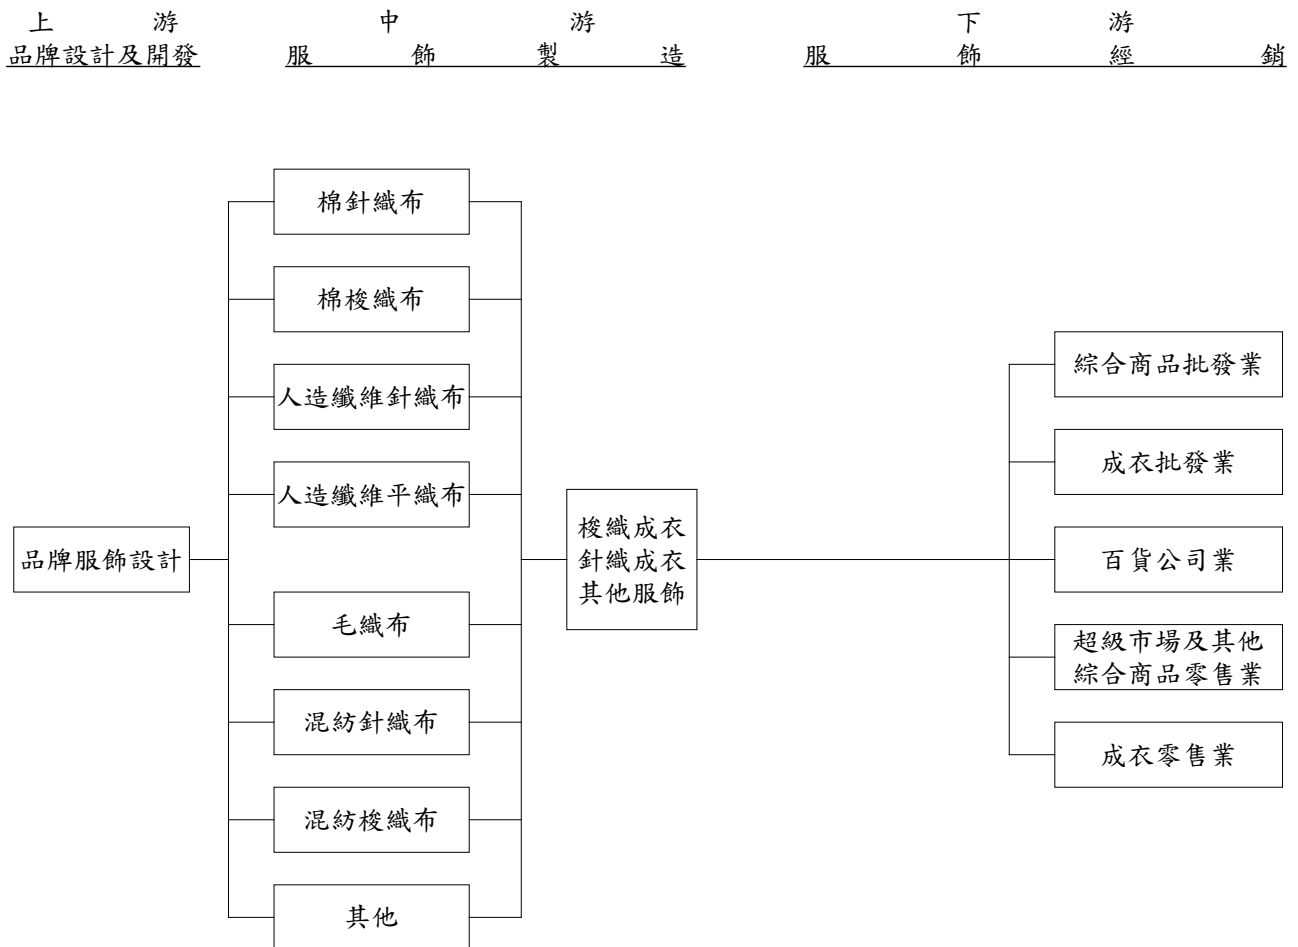 上游
品牌設計及開發
中游
服飾製造
下游
服飾經銷
品牌服飾設計
棉針織布
棉梭織布
人造纖維針織布
人造纖維平織布
毛織布
混紡針織布
混紡梭織布
其他
梭織成衣
針織成衣
其他服飾
綜合商品批發業
成衣批發業
百貨公司業
超級市場及其他
綜合商品零售業
成衣零售業